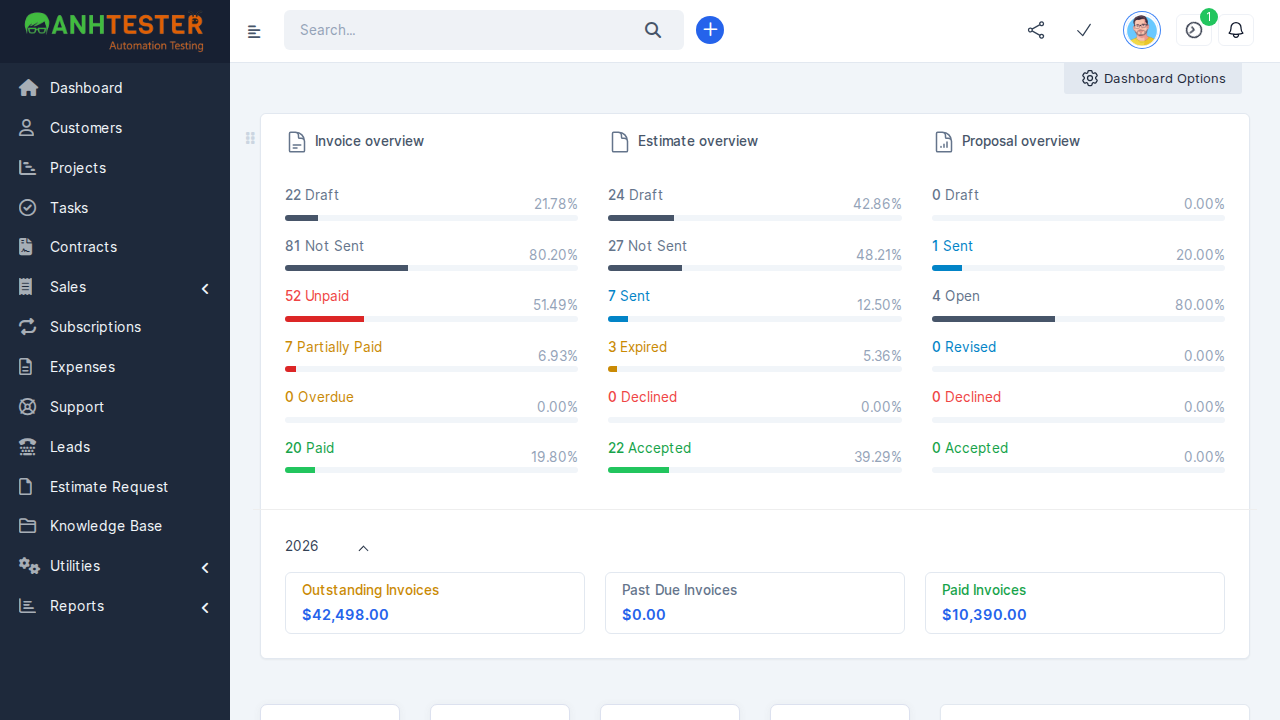 ANHTESTER
Automation Testing
Search...
1
Dashboard Options
Dashboard
Customers
Projects
Tasks
Contracts
Sales
Subscriptions
Expenses
Support
Leads
Estimate Request
Knowledge Base
Utilities
Reports
Invoice overview
22 Draft
21.78%
81 Not Sent
80.20%
52 Unpaid
51.49%
7 Partially Paid
6.93%
0 Overdue
0.00%
20 Paid
19.80%
Estimate overview
24 Draft
42.86%
27 Not Sent
48.21%
7 Sent
12.50%
3 Expired
5.36%
0 Declined
0.00%
22 Accepted
39.29%
Proposal overview
0 Draft
0.00%
1 Sent
20.00%
4 Open
80.00%
0 Revised
0.00%
0 Declined
0.00%
0 Accepted
0.00%
2026
Outstanding Invoices
$42,498.00
Past Due Invoices
$0.00
Paid Invoices
$10,390.00